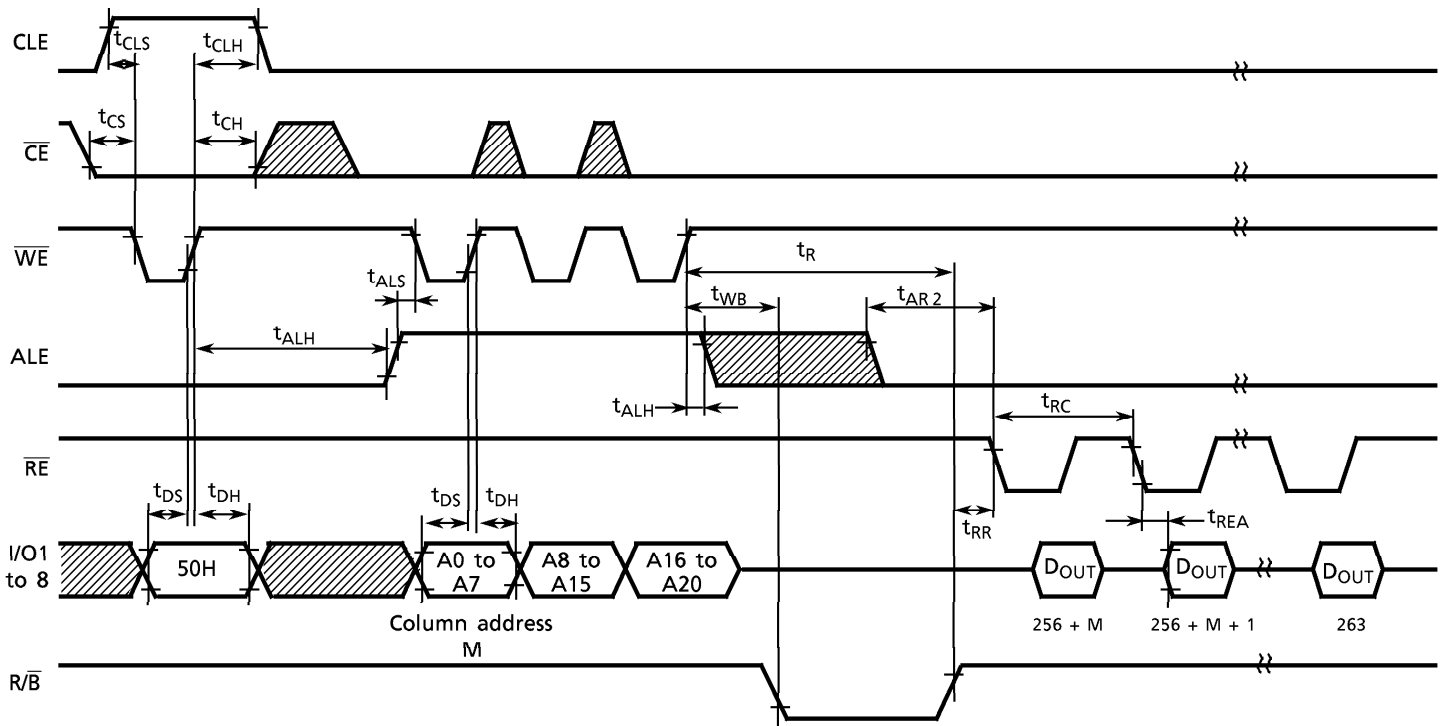 CLE
tCLS
tCLH
CE
tCS
tCH
WE
tALS
tR
tWB
tAR 2
ALE
tALH
tALH
tRC
RE
tDS
tDH
tDS
tDH
tRR
tREA
I/O1
to 8
50H
A0 to
A7
A8 to
A15
A16 to
A20
DOUT
DOUT
DOUT
Column address
M
256 + M
256 + M + 1
263
R/B